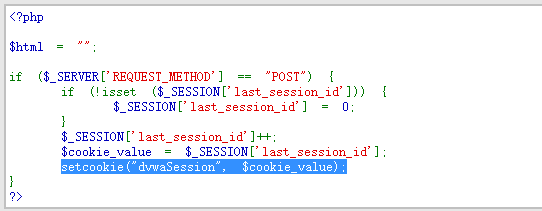 <?php
$html = "";
if ($_SERVER['REQUEST_METHOD'] == "POST") {
if (!isset ($_SESSION['last_session_id'])) {
$_SESSION['last_session_id'] = 0;
}
$_SESSION['last_session_id']++;
$cookie_value = $_SESSION['last_session_id'];
setcookie("dvwaSession", $cookie_value);
}
?>